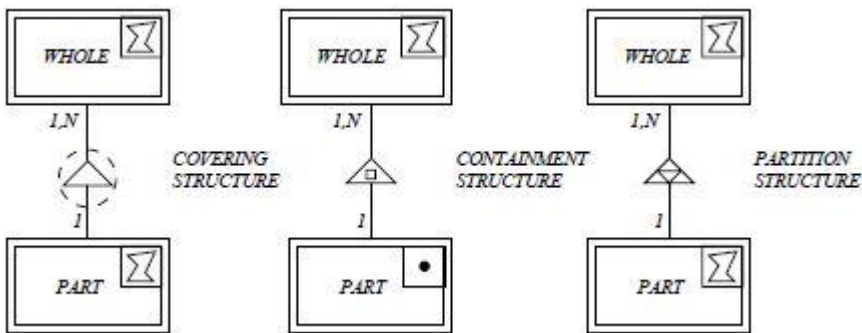 WHOLE
WHOLE
WHOLE
1,N
1,N
1,N
COVERING
STRUCTURE
CONTAINMENT
STRUCTURE
PARTITION
STRUCTURE
1
1
1
PART
PART
PART